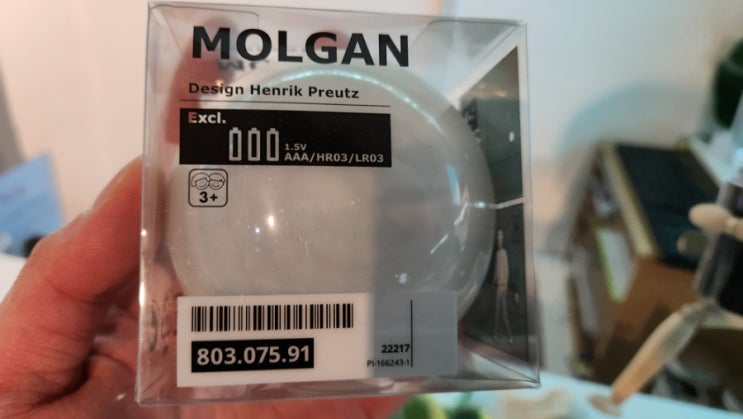 MOLGAN
Design Henrik Preutz
Excl.
1.5V
AAA/HR03/LR03
3+
803.075.91
22217
PI-166243-1